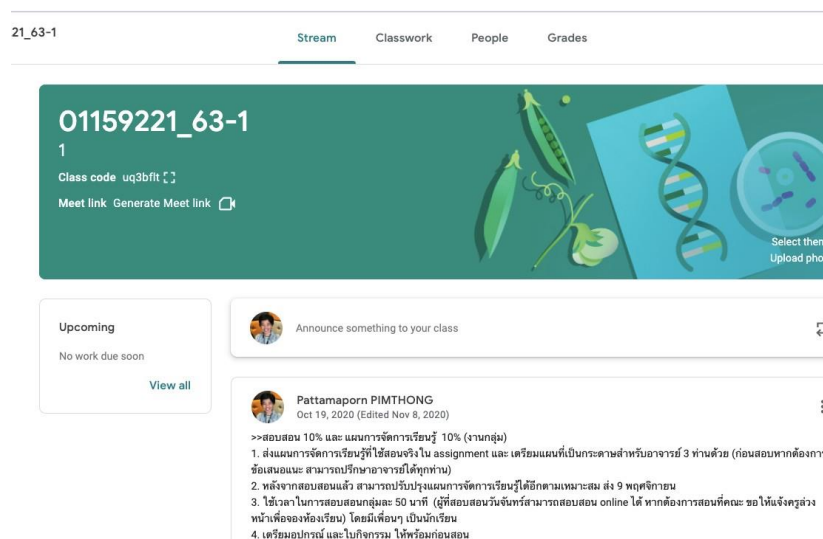 21_63-1
Stream Classwork People Grades
01159221_63-1
1
Class code uq3bflt
Meet link Generate Meet link
Select them
Upload pho
Upcoming
No work due soon
View all
Announce something to your class
Pattamaporn PIMTHONG
Oct 19, 2020 (Edited Nov 8, 2020)
>>สอบสอน 10% และ แผนการจัดการเรียนรู้ 10% (งานกลุ่ม)
1. ส่งแผนการจัดการเรียนรู้ที่ใช้สอนจริงใน assignment และ เตรียมแผนที่เป็นกระดาษสำหรับอาจารย์ 3 ท่านด้วย (ก่อนสอบหากต้องการ
ข้อเสนอแนะ สามารถปรึกษาอาจารย์ได้ทุกท่าน)
2. หลังจากสอบสอนแล้ว สามารถปรับปรุงแผนการจัดการเรียนรู้ได้อีกตามเหมาะสม ส่ง 9 พฤศจิกายน
3. ใช้เวลาในการสอบสอนกลุ่มละ 50 นาที (ผู้ที่สอบสอนวันจันทร์สามารถสอบสอน online ได้ หากต้องการสอนที่คณะ ขอให้แจ้งครูล่วง
หน้าเพื่อจองห้องเรียน) โดยมีเพื่อนๆ เป็นนักเรียน
4. เตรียมอุปกรณ์ และใบกิจกรรม ให้พร้อมก่อนสอน